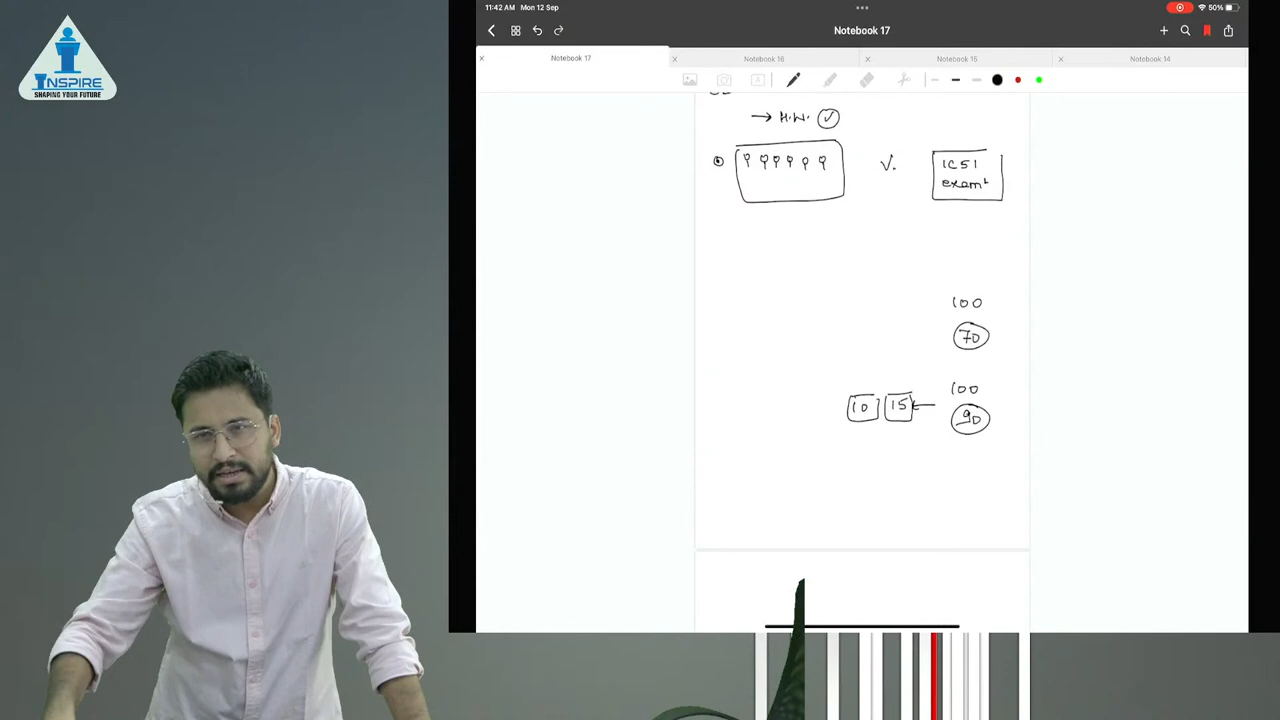 11:42 AM Mon 12 Sep
50%
Notebook 17
INSPIRE
SHAPING YOUR FUTURE
Notebook 17
Notebook 16
Notebook 15
Notebook 14
→ H.W. ✓
V.
ICSI
exam
100
70
100
10 15 ←
90